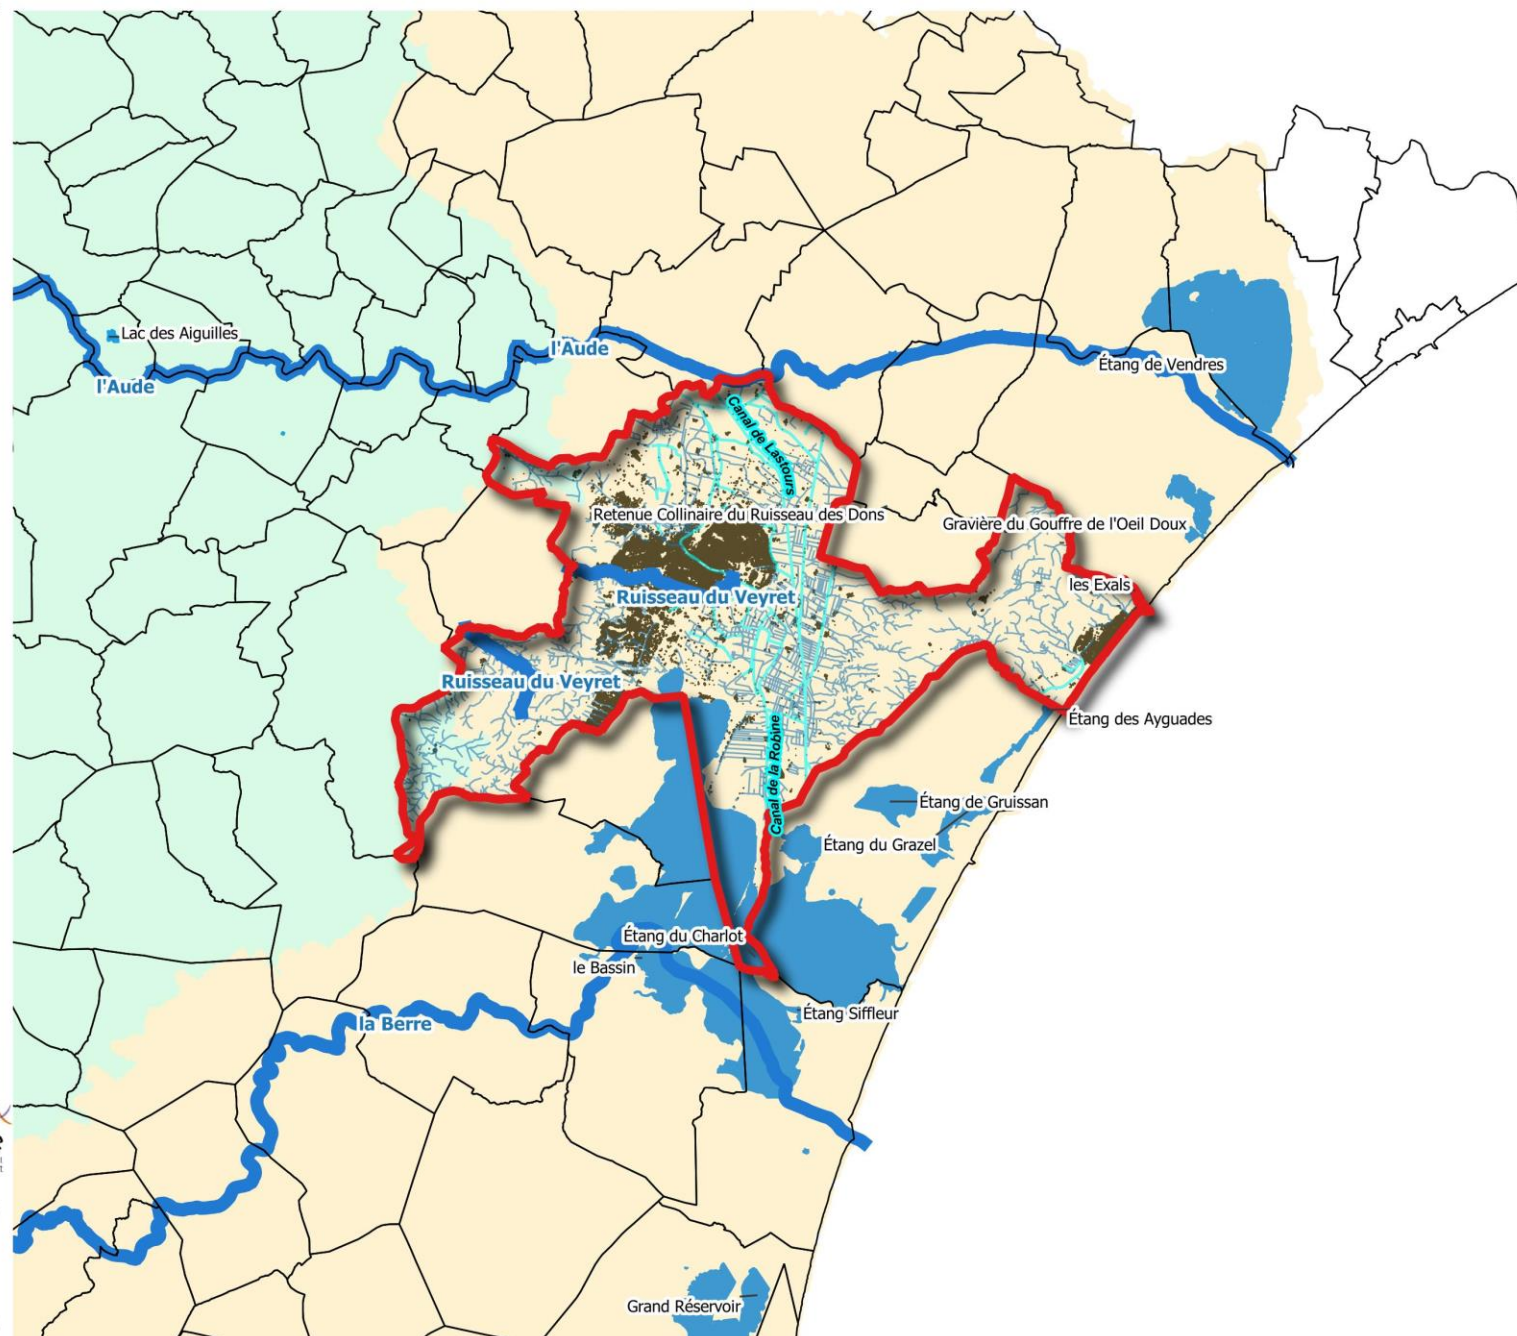 Lac des Aiguilles
l'Aude
l'Aude
Étang de Vendres
Canal de Lastours
Retenue Collinaire du Ruisseau des Dons
Gravière du Gouffre de l'Oeil Doux
les Exals
Ruisseau du Veyret
Ruisseau du Veyret
Étang des Ayguades
Canal de la Robine
Étang de Gruissan
Étang du Grazel
Étang du Charlot
le Bassin
Étang Siffleur
la Berre
Grand Réservoir